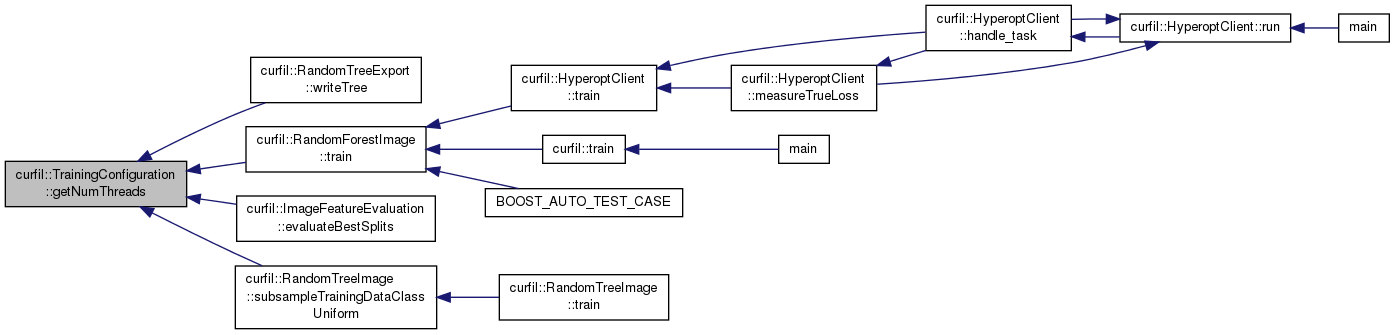 curfil::TrainingConfiguration
::getNumThreads
curfil::RandomTreeExport
::writeTree
curfil::RandomForestImage
::train
curfil::ImageFeatureEvaluation
::evaluateBestSplits
curfil::RandomTreeImage
::subsampleTrainingDataClass
Uniform
curfil::HyperoptClient
::train
curfil::train
BOOST_AUTO_TEST_CASE
curfil::RandomTreeImage
::train
curfil::HyperoptClient
::measureTrueLoss
main
curfil::HyperoptClient
::handle_task
curfil::HyperoptClient::run
main